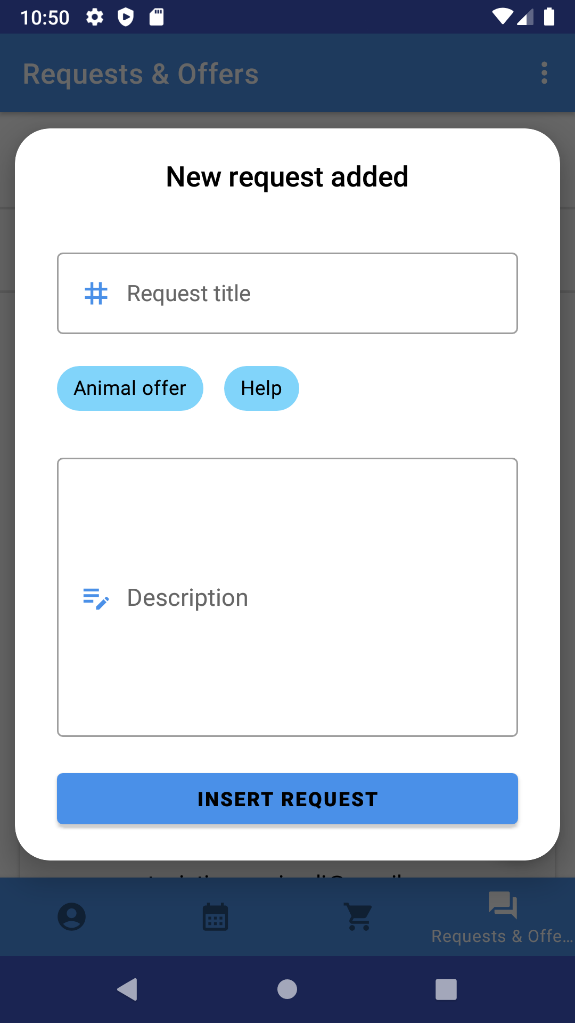 10:50
Requests & Offers
New request added
Request title
Animal offer Help
Description
INSERT REQUEST
Requests & Offe...